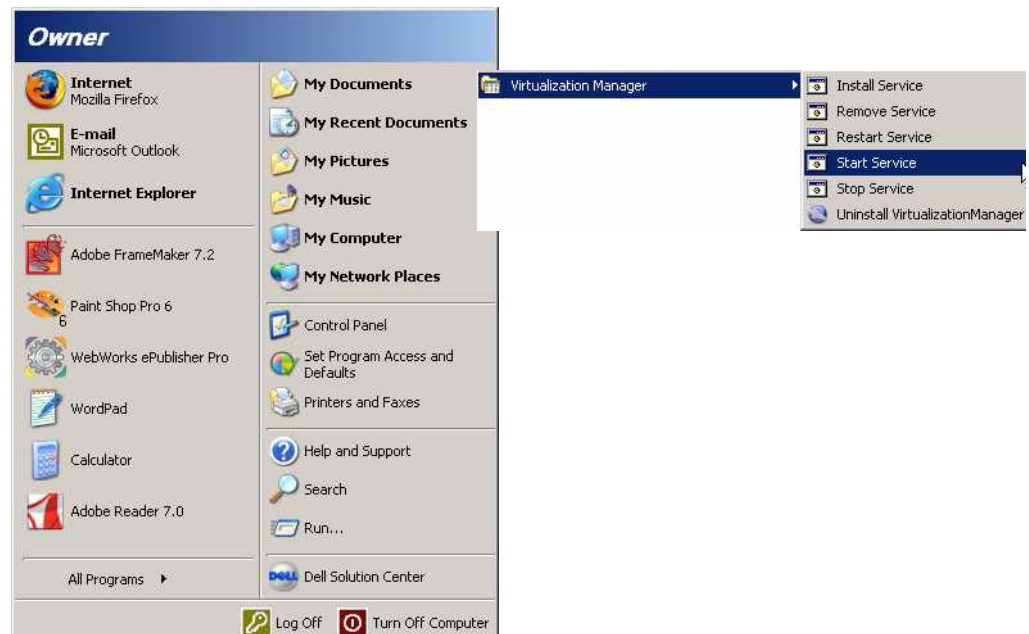 Owner
Internet
Mozilla Firefox
E-mail
Microsoft Outlook
Internet Explorer
Adobe FrameMaker 7.2
Paint Shop Pro 6
6
WebWorks ePublisher Pro
WordPad
Calculator
Adobe Reader 7.0
All Programs
My Documents
My Recent Documents
My Pictures
My Music
My Computer
My Network Places
Control Panel
Set Program Access and
Defaults
Printers and Faxes
Help and Support
Search
Run...
DELL
Dell Solution Center
Log Off
Turn Off Computer
Virtualization Manager
Install Service
Remove Service
Restart Service
Start Service
Stop Service
Uninstall VirtualizationManager